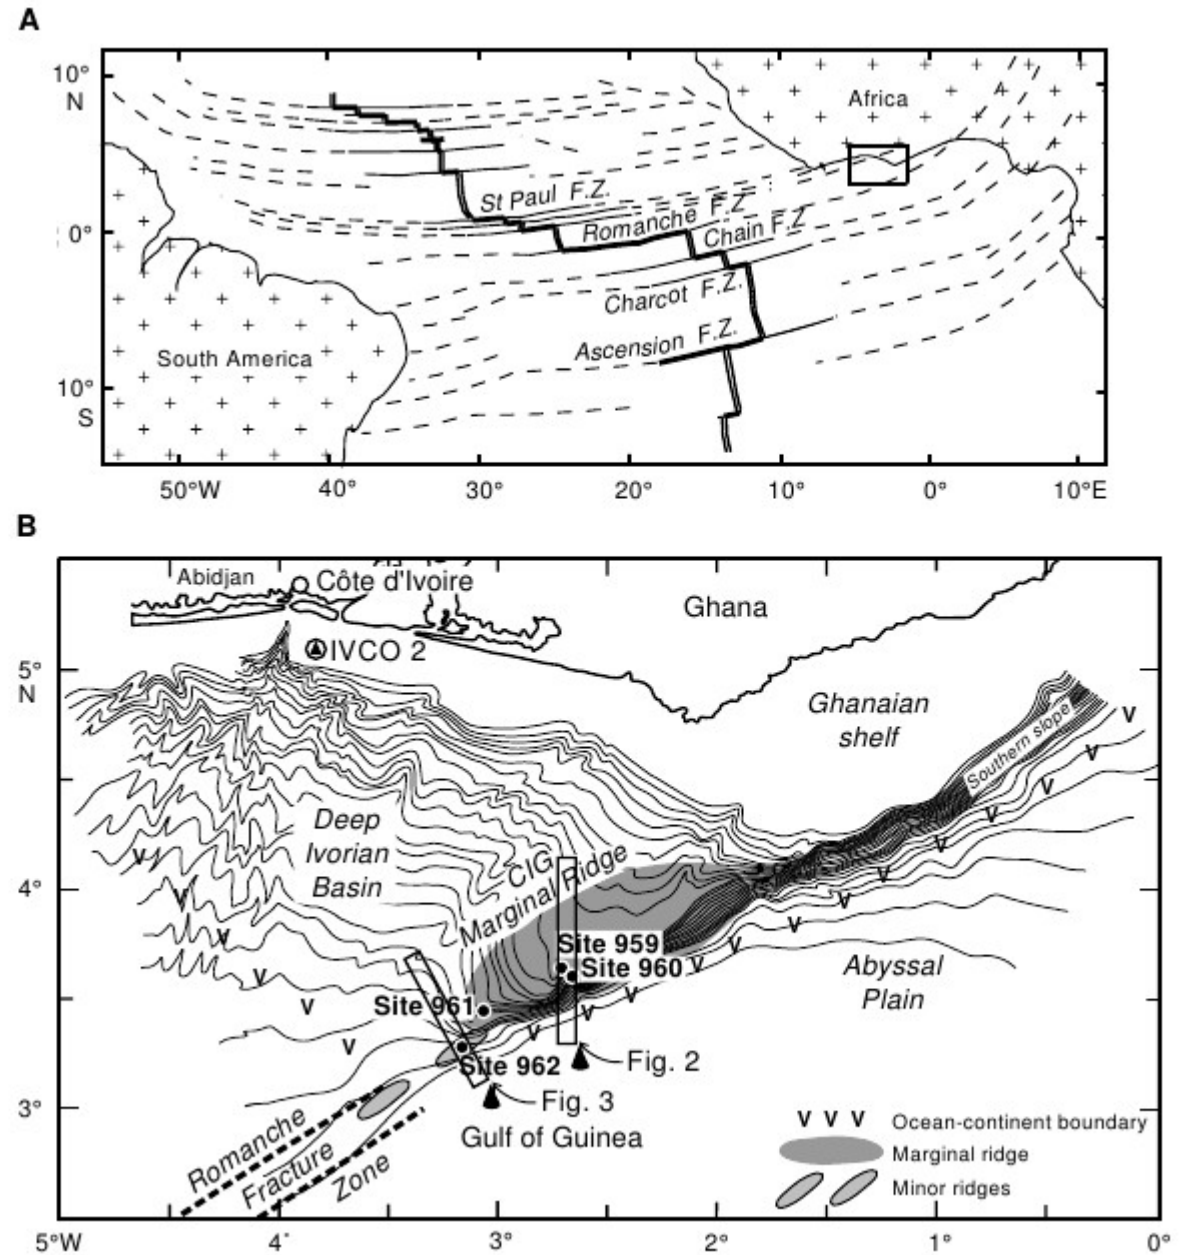 A
10°
N
Africa
St Paul F.Z.
Romanche F.Z
0°
Chain F.Z
Charcot F.Z.
Ascension F.Z.
South America
10°
S
50°W
40°
30°
20°
10°
0°
10°E
B
Abidjan
Côte d'Ivoire
Ghana
IVCO 2
5°
N
Ghanaian
shelf
Southern slope
Deep
Ivorian
Basin
CIG
Marginal Ridge
4°
Site 959
Site 960
Abyssal
Plain
Site 961
Site 962
Fig. 2
Fig. 3
3°
Gulf of Guinea
Romanche
Fracture
Zone
V V V Ocean-continent boundary
Marginal ridge
Minor ridges
5°W
4°
3°
2°
1°
0°